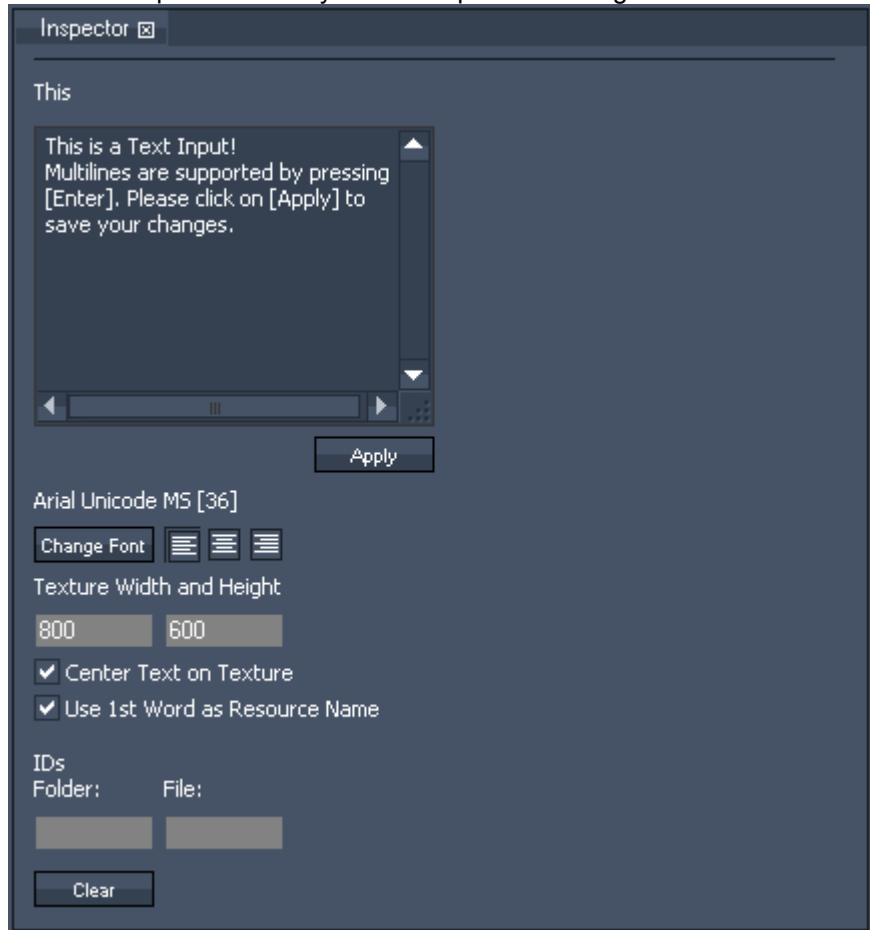 Inspector
This
This is a Text Input!
Multilines are supported by pressing
[Enter]. Please click on [Apply] to
save your changes.
Apply
Arial Unicode MS [36]
Change Font
Texture Width and Height
800 600
Center Text on Texture
Use 1st Word as Resource Name
IDs
Folder: File:
Clear